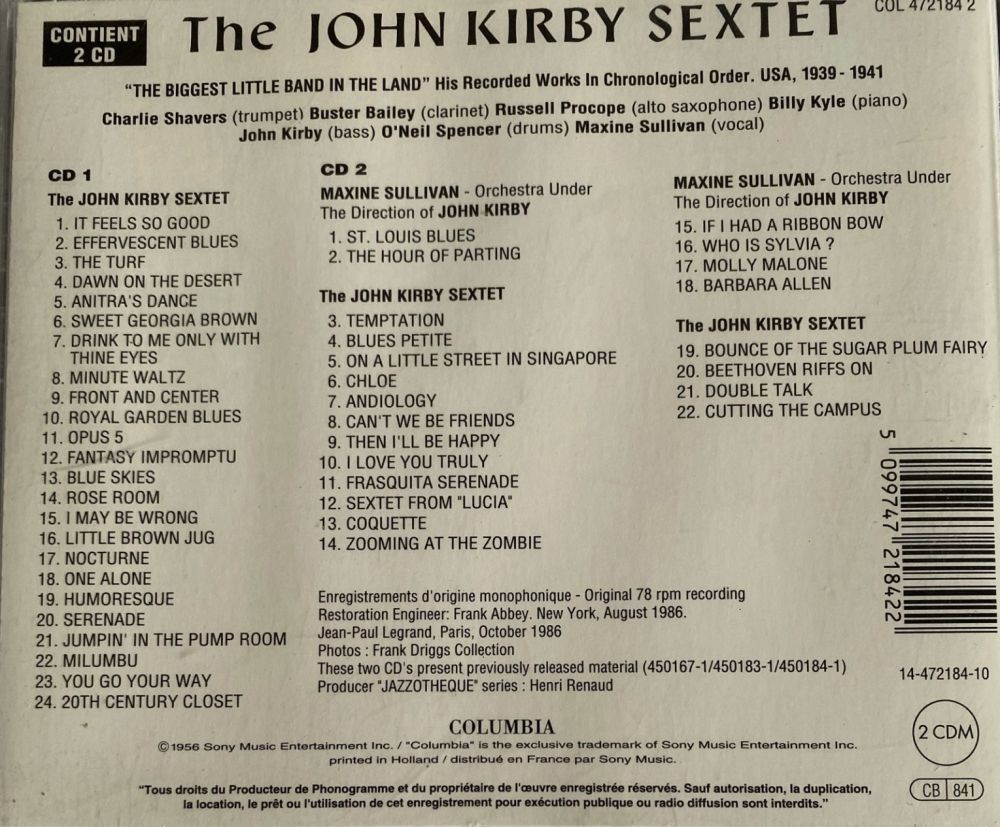 COL 472184 2
CONTIENT
2 CD
The JOHN KIRBY SEXTET
"THE BIGGEST LITTLE BAND IN THE LAND" His Recorded Works In Chronological Order. USA, 1939 - 1941
Charlie Shavers (trumpet) Buster Bailey (clarinet) Russell Procope (alto saxophone) Billy Kyle (piano)
John Kirby (bass) O'Neil Spencer (drums) Maxine Sullivan (vocal)
CD 1
The JOHN KIRBY SEXTET
1. IT FEELS SO GOOD
2. EFFERVESCENT BLUES
3. THE TURF
4. DAWN ON THE DESERT
5. ANITRA'S DANCE
6. SWEET GEORGIA BROWN
7. DRINK TO ME ONLY WITH
THINE EYES
8. MINUTE WALTZ
9. FRONT AND CENTER
10. ROYAL GARDEN BLUES
11. OPUS 5
12. FANTASY IMPROMPTU
13. BLUE SKIES
14. ROSE ROOM
15. I MAY BE WRONG
16. LITTLE BROWN JUG
17. NOCTURNE
18. ONE ALONE
19. HUMORESQUE
20. SERENADE
21. JUMPIN' IN THE PUMP ROOM
22. MILUMBU
23. YOU GO YOUR WAY
24. 20TH CENTURY CLOSET
CD 2
MAXINE SULLIVAN - Orchestra Under
The Direction of JOHN KIRBY
1. ST. LOUIS BLUES
2. THE HOUR OF PARTING
The JOHN KIRBY SEXTET
3. TEMPTATION
4. BLUES PETITE
5. ON A LITTLE STREET IN SINGAPORE
6. CHLOE
7. ANDIOLOGY
8. CAN'T WE BE FRIENDS
9. THEN I'LL BE HAPPY
10. I LOVE YOU TRULY
11. FRASQUITA SERENADE
12. SEXTET FROM "LUCIA"
13. COQUETTE
14. ZOOMING AT THE ZOMBIE
MAXINE SULLIVAN - Orchestra Under
The Direction of JOHN KIRBY
15. IF I HAD A RIBBON BOW
16. WHO IS SYLVIA ?
17. MOLLY MALONE
18. BARBARA ALLEN
The JOHN KIRBY SEXTET
19. BOUNCE OF THE SUGAR PLUM FAIRY
20. BEETHOVEN RIFFS ON
21. DOUBLE TALK
22. CUTTING THE CAMPUS
5 099747 218422
Enregistrements d'origine monophonique - Original 78 rpm recording
Restoration Engineer: Frank Abbey. New York, August 1986.
Jean-Paul Legrand, Paris, October 1986
Photos : Frank Driggs Collection
These two CD's present previously released material (450167-1/450183-1/450184-1)
Producer "JAZZOTHEQUE" series : Henri Renaud
14-472184-10
2 CDM
CB 841
COLUMBIA
©1956 Sony Music Entertainment Inc. / "Columbia" is the exclusive trademark of Sony Music Entertainment Inc.
printed in Holland / distribué en France par Sony Music.
"Tous droits du Producteur de Phonogramme et du propriétaire de l'œuvre enregistrée réservés. Sauf autorisation, la duplication,
la location, le prêt ou l'utilisation de cet enregistrement pour exécution publique ou radio diffusion sont interdits."